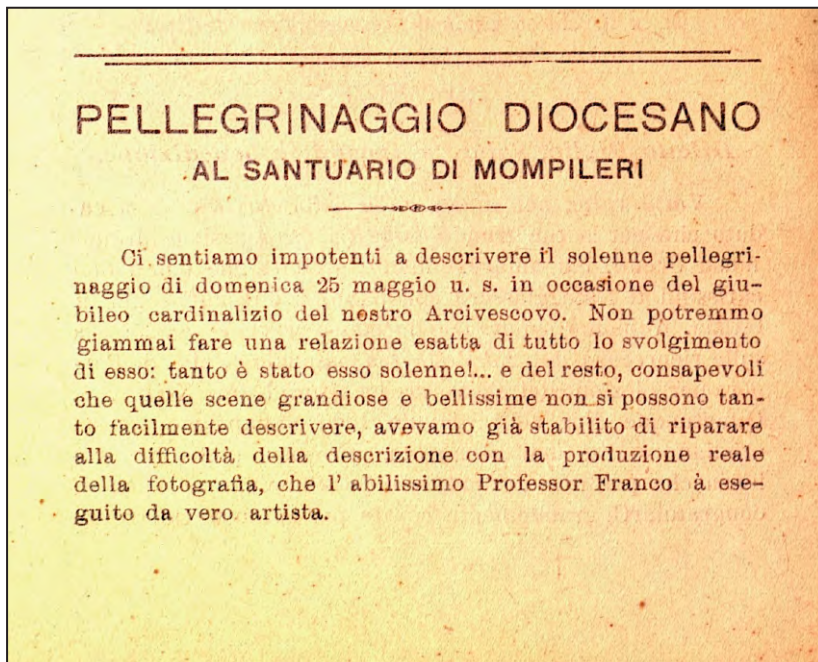 PELLEGRINAGGIO DIOCESANO
AL SANTUARIO DI MOMPILERI
Ci sentiamo impotenti a descrivere il solenne pellegri-
naggio di domenica 25 maggio u. s. in occasione del giu-
bileo cardinalizio del nostro Arcivescovo. Non potremmo
giammai fare una relazione esatta di tutto lo svolgimento
di esso: tanto è stato esso solenne!... e del resto, consapevoli
che quelle scene grandiose e bellissime non si possono tan-
to facilmente descrivere, avevamo già stabilito di riparare
alla difficoltà della descrizione con la produzione reale
della fotografia, che l' abilissimo Professor Franco à ese-
guito da vero artista.